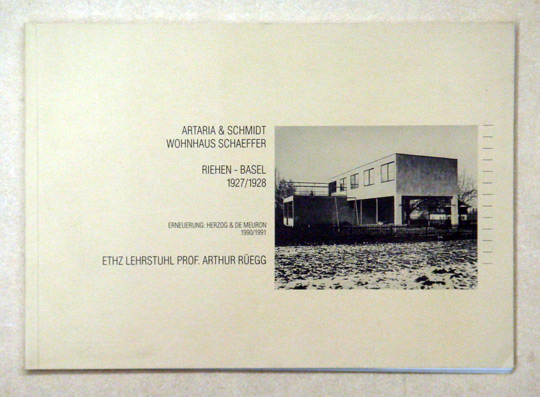 ARTARIA & SCHMIDT
WOHNHAUS SCHAEFFER
RIEHEN - BASEL
1927/1928
ERNEUERUNG: HERZOG & DE MEURON
1990/1991
ETHZ LEHRSTUHL PROF. ARTHUR RÜEGG